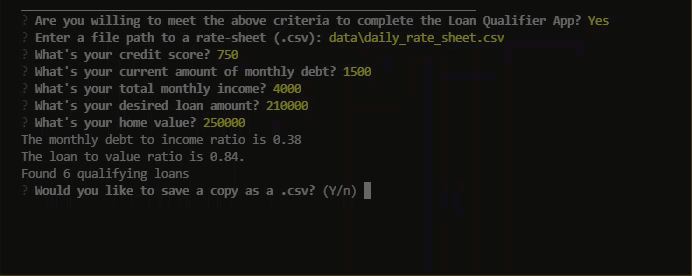 ? Are you willing to meet the above criteria to complete the Loan Qualifier App? Yes
? Enter a file path to a rate-sheet (.csv): data\daily_rate_sheet.csv
? What's your credit score? 750
? What's your current amount of monthly debt? 1500
? What's your total monthly income? 4000
? What's your desired loan amount? 210000
? What's your home value? 250000
The monthly debt to income ratio is 0.38
The loan to value ratio is 0.84.
Found 6 qualifying loans
? Would you like to save a copy as a .csv? (Y/n)